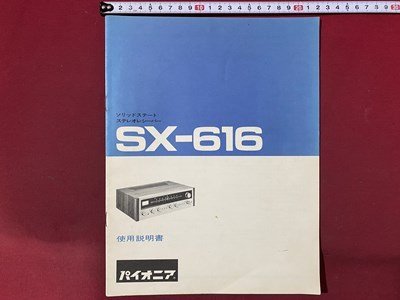 ソリッドステート
ステレオレシーバー
SX-616
使用説明書
パイオニア